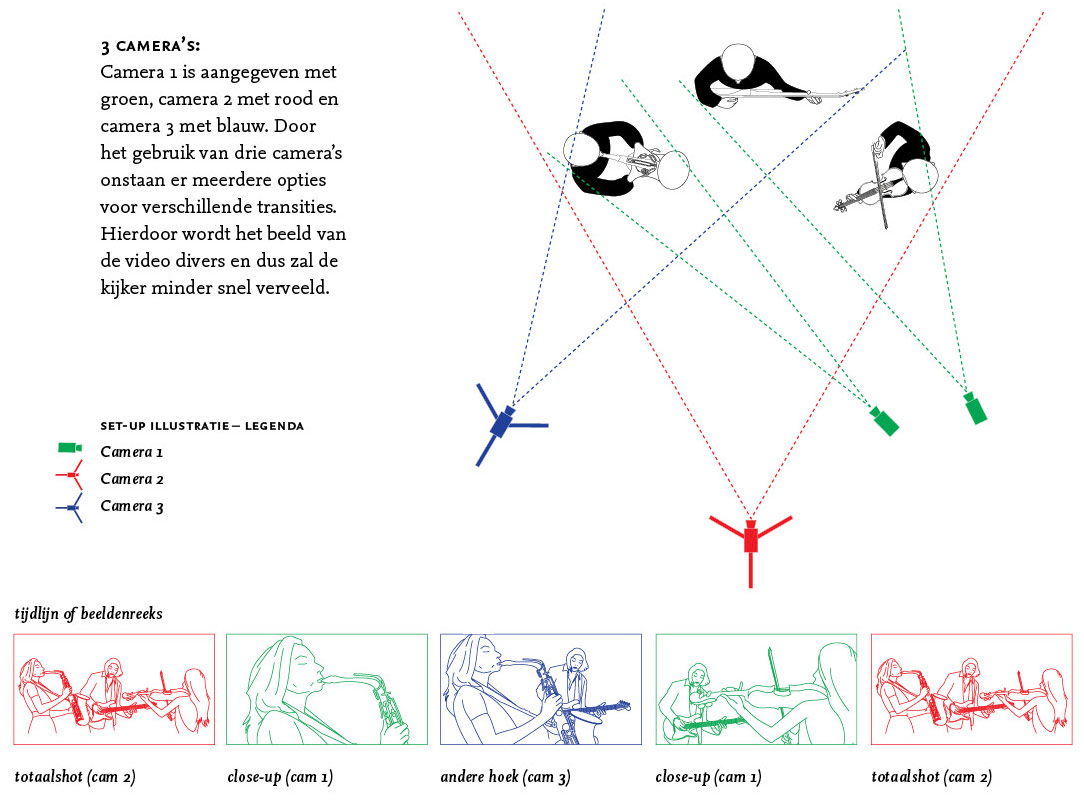 3 CAMERA'S:
Camera 1 is aangegeven met
groen, camera 2 met rood en
camera 3 met blauw. Door
het gebruik van drie camera's
onstaan er meerdere opties
voor verschillende transities.
Hierdoor wordt het beeld van
de video divers en dus zal de
kijker minder snel verveeld.
SET-UP ILLUSTRATIE — LEGENDA
Camera 1
Camera 2
Camera 3
tijdlijn of beeldenreeks
totaalshot (cam 2)
close-up (cam 1)
andere hoek (cam 3)
close-up (cam 1)
totaalshot (cam 2)